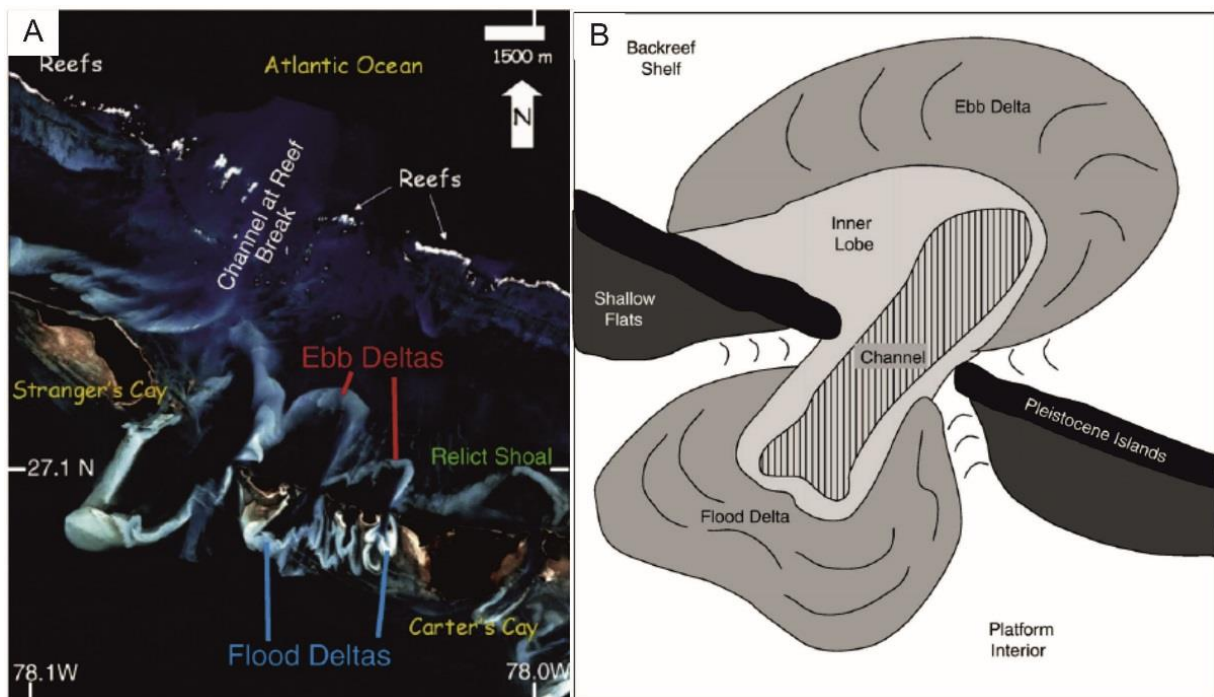 A
Reefs
Atlantic Ocean
1500 m
N
Channel at Reef
Break
Reefs
Ebb Deltas
Stranger's Cay
27.1 N
Relict Shoal
Carter's Cay
Flood Deltas
78.1W
78.0W
B
Backreef
Shelf
Ebb Delta
Inner
Lobe
Shallow
Flats
Channel
Pleistocene Islands
Flood Delta
Platform
Interior